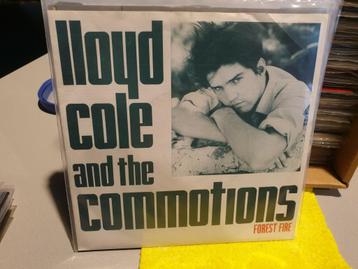 lloyd
cole
and the
commotions
FOREST FIRE